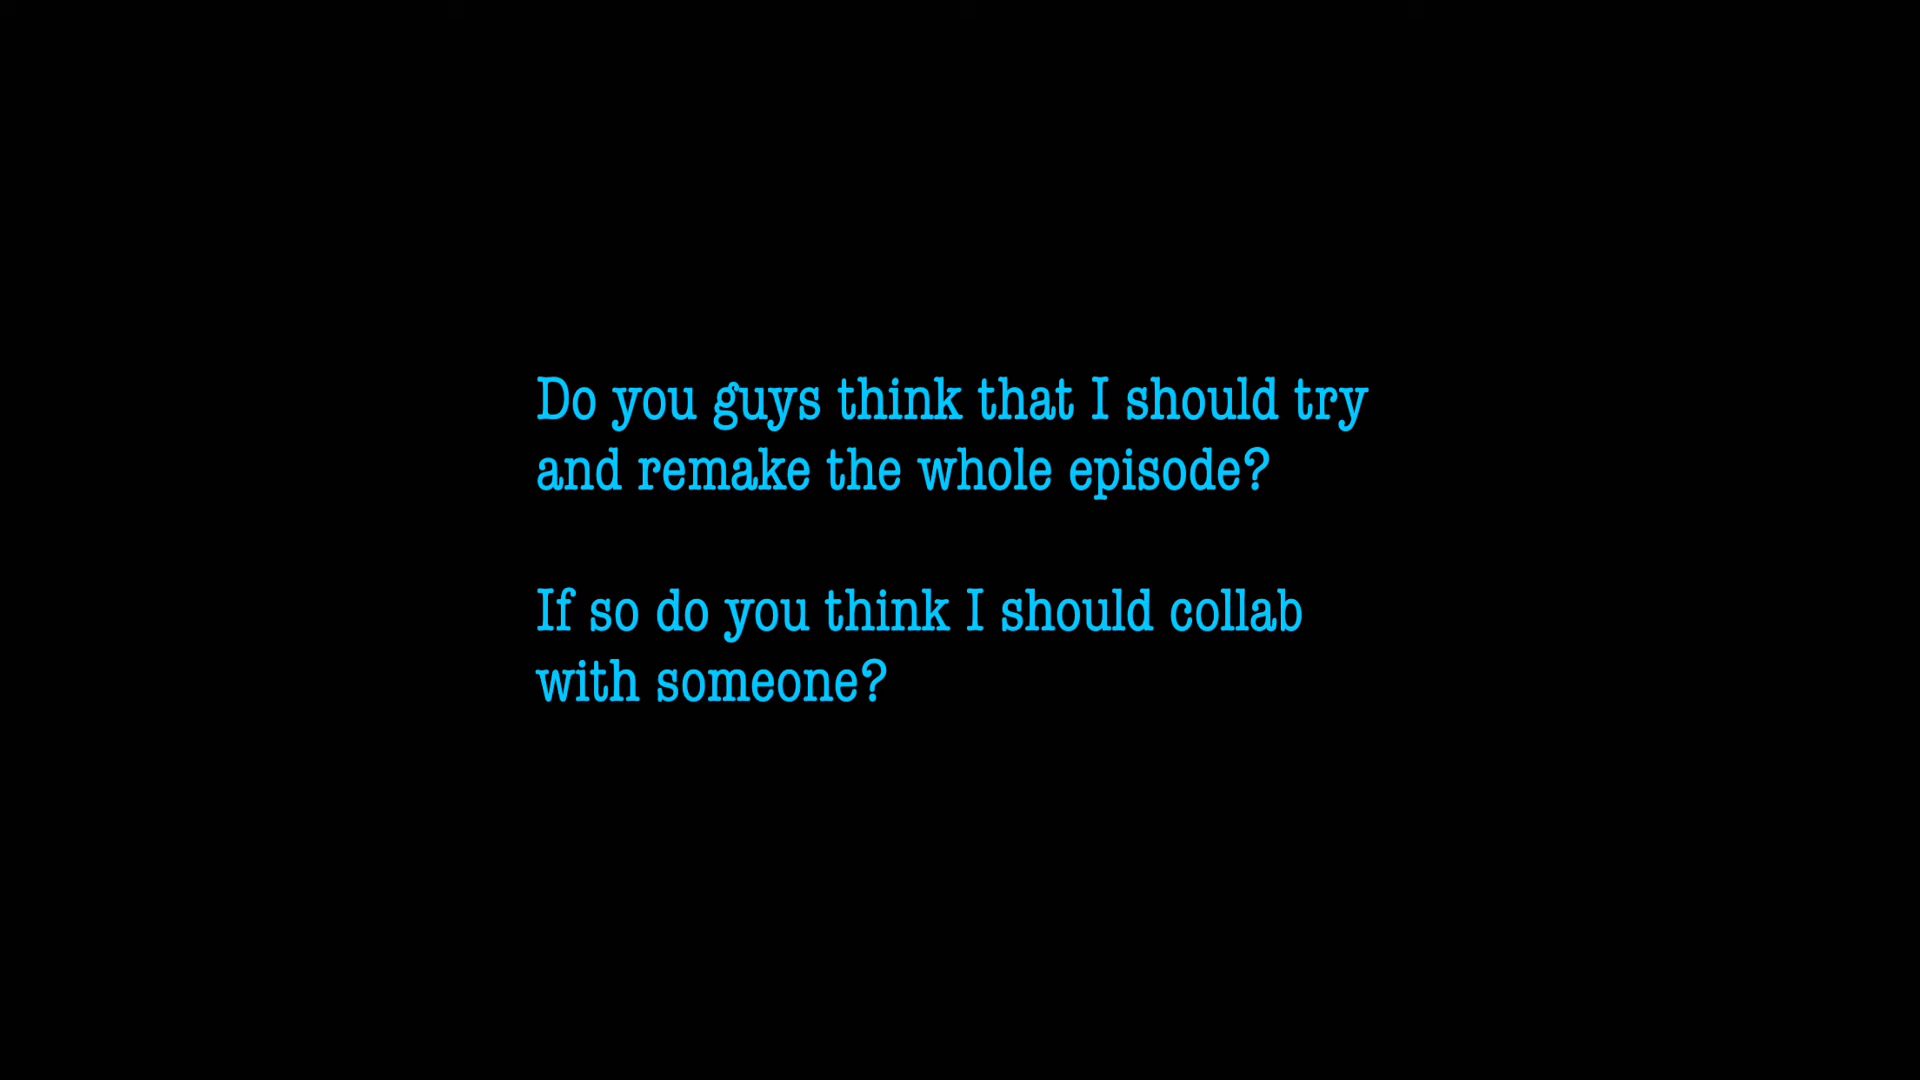 Do you guys think that I should try
and remake the whole episode?
If so do you think I should collab
with someone?